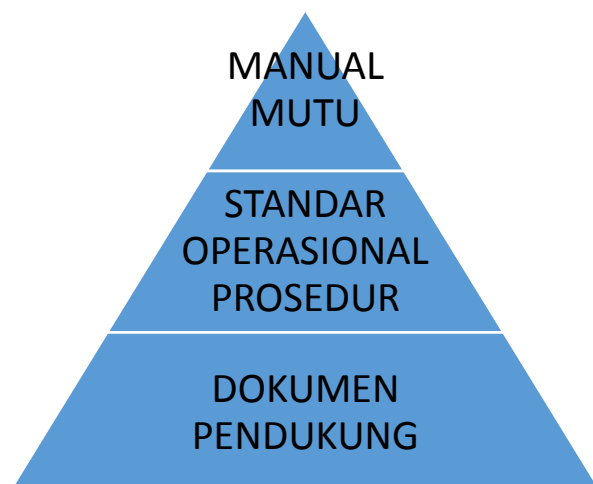 MANUAL
MUTU
STANDAR
OPERASIONAL
PROSEDUR
DOKUMEN
PENDUKUNG